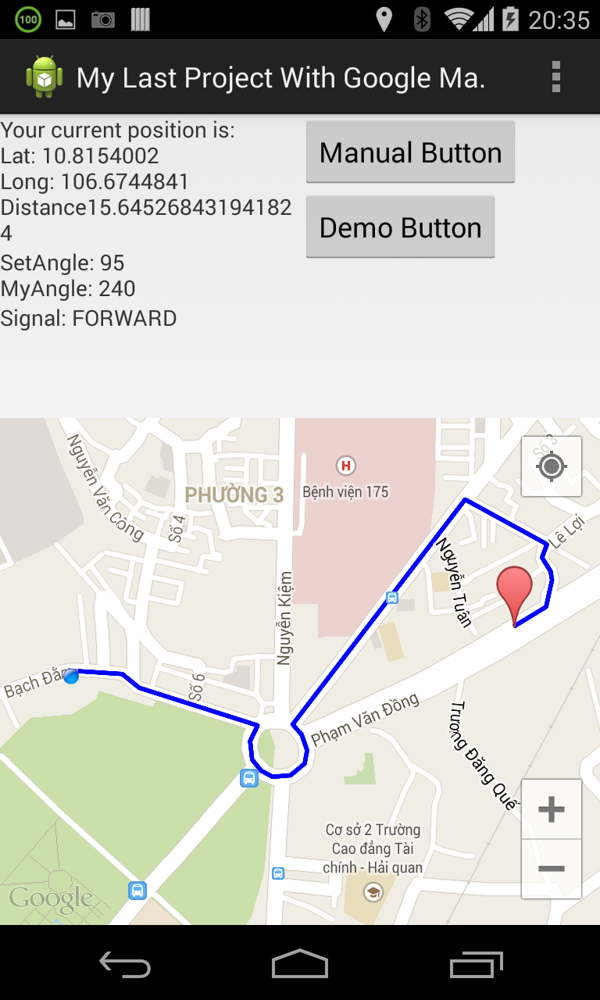 100
20:35
My Last Project With Google Ma.
Your current position is:
Lat: 10.8154002
Long: 106.6744841
Distance15.64526843194182
4
SetAngle: 95
MyAngle: 240
Signal: FORWARD
Manual Button
Demo Button
Nguyễn Văn Công
PHƯỜNG 3
Số 4
H
Bệnh viện 175
Số 3
Lê Lợi
Nguyễn Tuân
Nguyễn Kiệm
Bạch Đằn
Số 6
Phạm Văn Đồng
Trương Đăng Quế
Cơ sở 2 Trường
Cao đẳng Tài
chính - Hải quan
Google